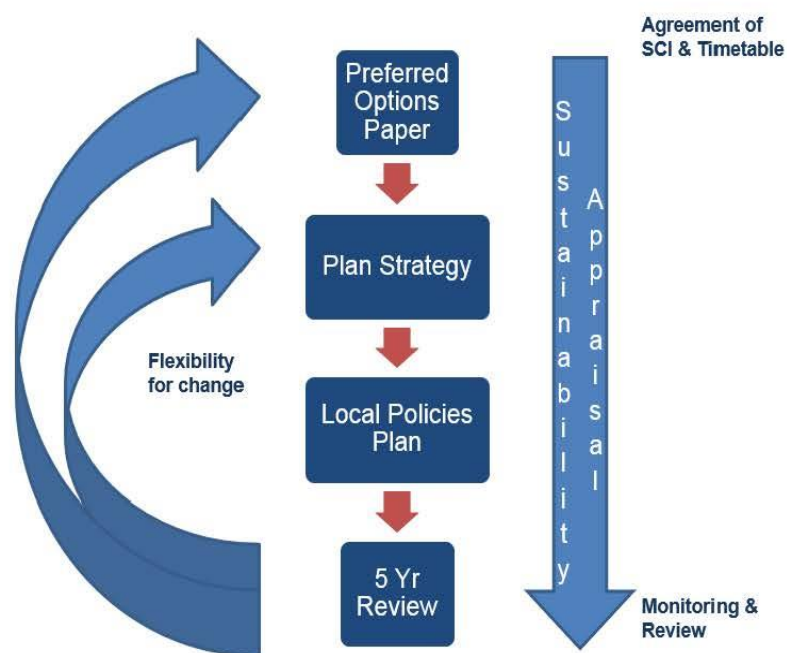 Agreement of
SCI & Timetable
Preferred
Options
Paper
Plan Strategy
Local Policies
Plan
5 Yr
Review
Flexibility
for change
Sustainability
Appraisal
Monitoring &
Review